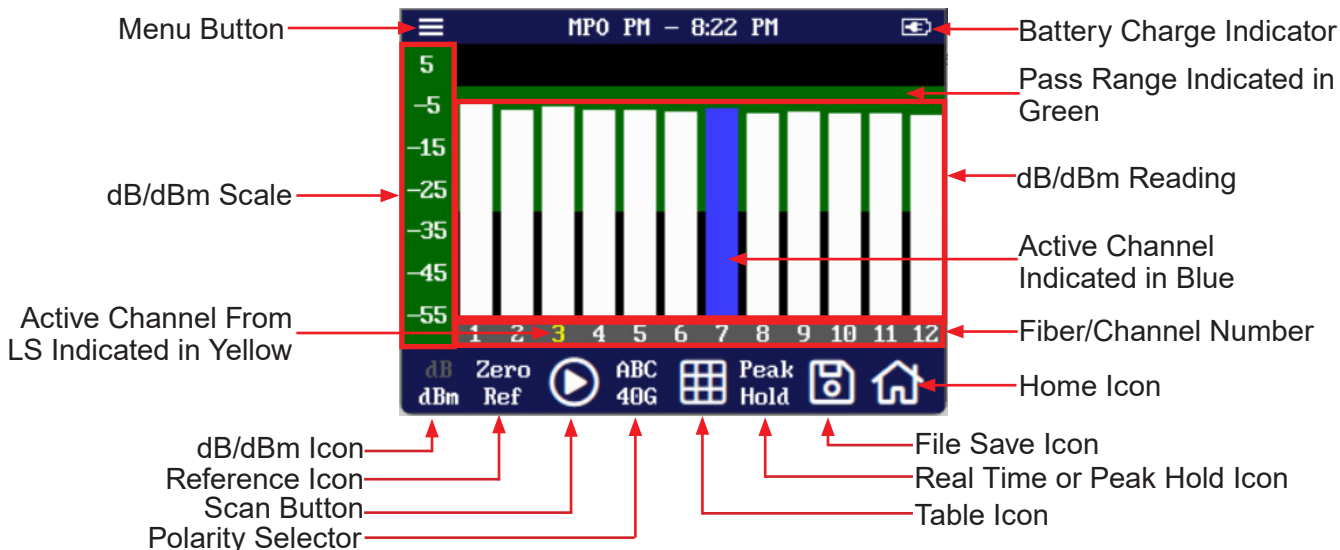 Menu Button
MPO PM – 8:22 PM
Battery Charge Indicator
Pass Range Indicated in
Green
5
–5
–15
–25
–35
–45
–55
dB/dBm Scale
dB/dBm Reading
Active Channel
Indicated in Blue
Active Channel From
LS Indicated in Yellow
1 2 3 4 5 6 7 8 9 10 11 12
Fiber/Channel Number
dB
dBm
Zero
Ref
ABC
40G
Peak
Hold
Home Icon
dB/dBm Icon
Reference Icon
Scan Button
Polarity Selector
File Save Icon
Real Time or Peak Hold Icon
Table Icon